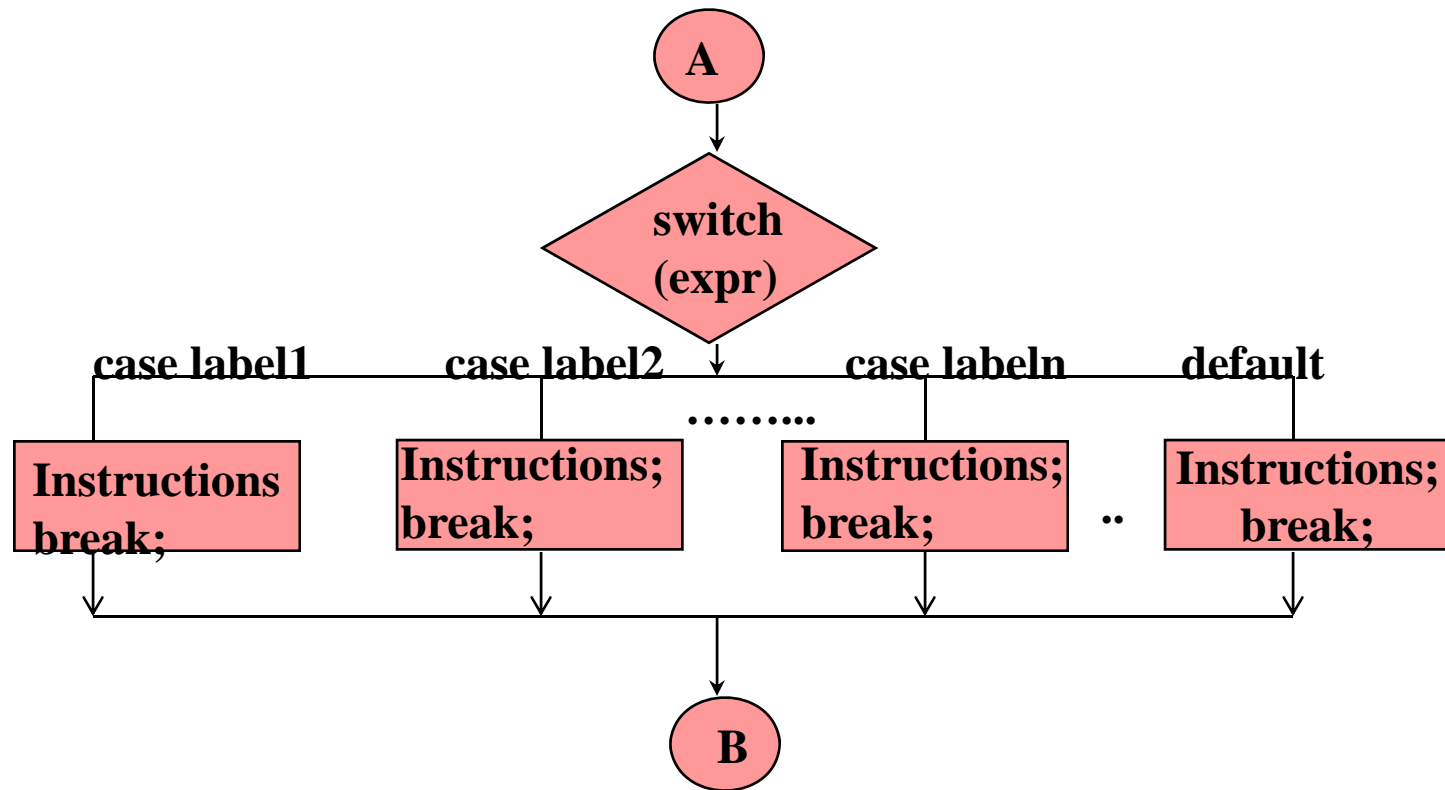 A
switch
(expr)
case label1 case label2 case labeln default
……...
Instructions
break;
Instructions;
break;
Instructions;
break;
..
Instructions;
break;
B